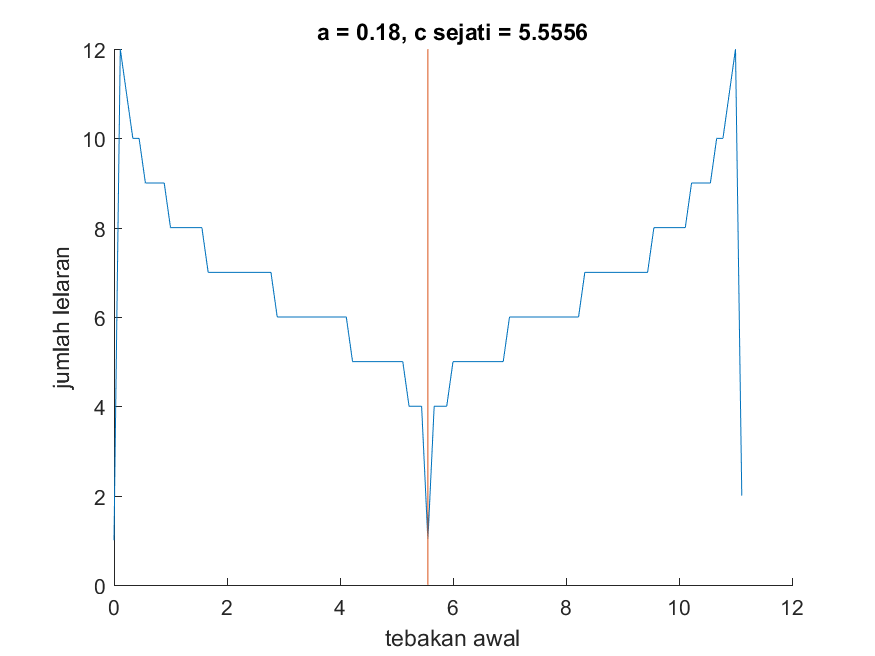 a = 0.18, c sejati = 5.5556
12
10
8
6
4
2
0
jumlah lelaran
0 2 4 6 8 10 12
tebakan awal